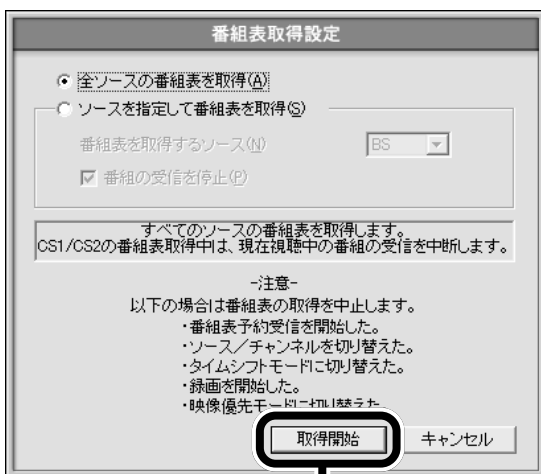 番組表取得設定
全ソースの番組表を取得(A)
ソースを指定して番組表を取得(S)
番組表を取得するソース(N)
BS
番組の受信を停止(P)
すべてのソースの番組表を取得します。
CS1/CS2の番組表取得中は、現在視聴中の番組の受信を中断します。
-注意-
以下の場合は番組表の取得を中止します。
・番組表予約受信を開始した。
・ソース/チャンネルを切り替えた。
・タイムシフトモードに切り替えた。
・録画を開始した。
・映像優先モードに切り替えた
取得開始
キャンセル